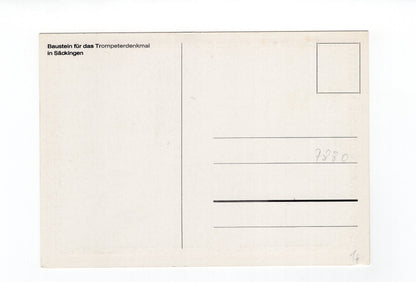 Baustein für das Trompeterdenkmal
in Säckingen
7880